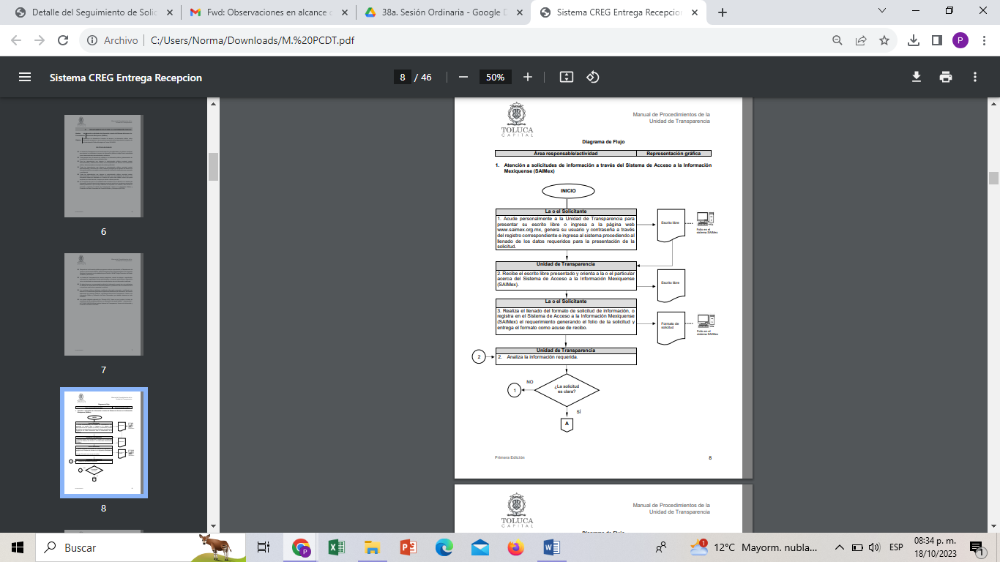 Detalle del Seguimiento de Solic
Fwd: Observaciones en alcance
38a. Sesión Ordinaria - Google D
Sistema CREG Entrega Recepcion
Archivo
C:/Users/Norma/Downloads/M.%20PCDT.pdf
P
Sistema CREG Entrega Recepcion
8 / 46
50%
6
7
8
TOLUCA
CAPITAL
Manual de Procedimientos de la
Unidad de Transparencia
Diagrama de Flujo
Área responsable/actividad
Representación gráfica
1. Atención a solicitudes de información a través del Sistema de Acceso a la Información
Mexiquense (SAIMex)
INICIO
La o el Solicitante
1. Acude personalmente a la Unidad de Transparencia para
presentar su escrito libre o ingresa a la página web
www.saimex.org.mx, genera su usuario y contraseña a través
del registro correspondiente e ingresa al sistema procediendo al
llenado de los datos requeridos para la presentación de la
solicitud.
Escrito libre
Folio en el
sistema SAIMex
Unidad de Transparencia
2. Recibe el escrito libre presentado y orienta a la o el particular
acerca del Sistema de Acceso a la Información Mexiquense
(SAIMex).
Escrito libre
La o el Solicitante
3. Realiza el llenado del formato de solicitud de información, o
registra en el Sistema de Acceso a la Información Mexiquense
(SAIMex) el requerimiento generando el folio de la solicitud y
entrega el formato como acuse de recibo.
Formato de
solicitud
Folio en el
sistema SAIMex
Unidad de Transparencia
2
2. Analiza la información requerida.
NO
1
¿La solicitud
es clara?
SÍ
A
Primera Edición
8
TOLUCA
CAPITAL
Manual de Procedimientos de la
Unidad de Transparencia
Buscar
P
1
12°C Mayorm. nubla...
ESP
08:34 p. m.
18/10/2023
1